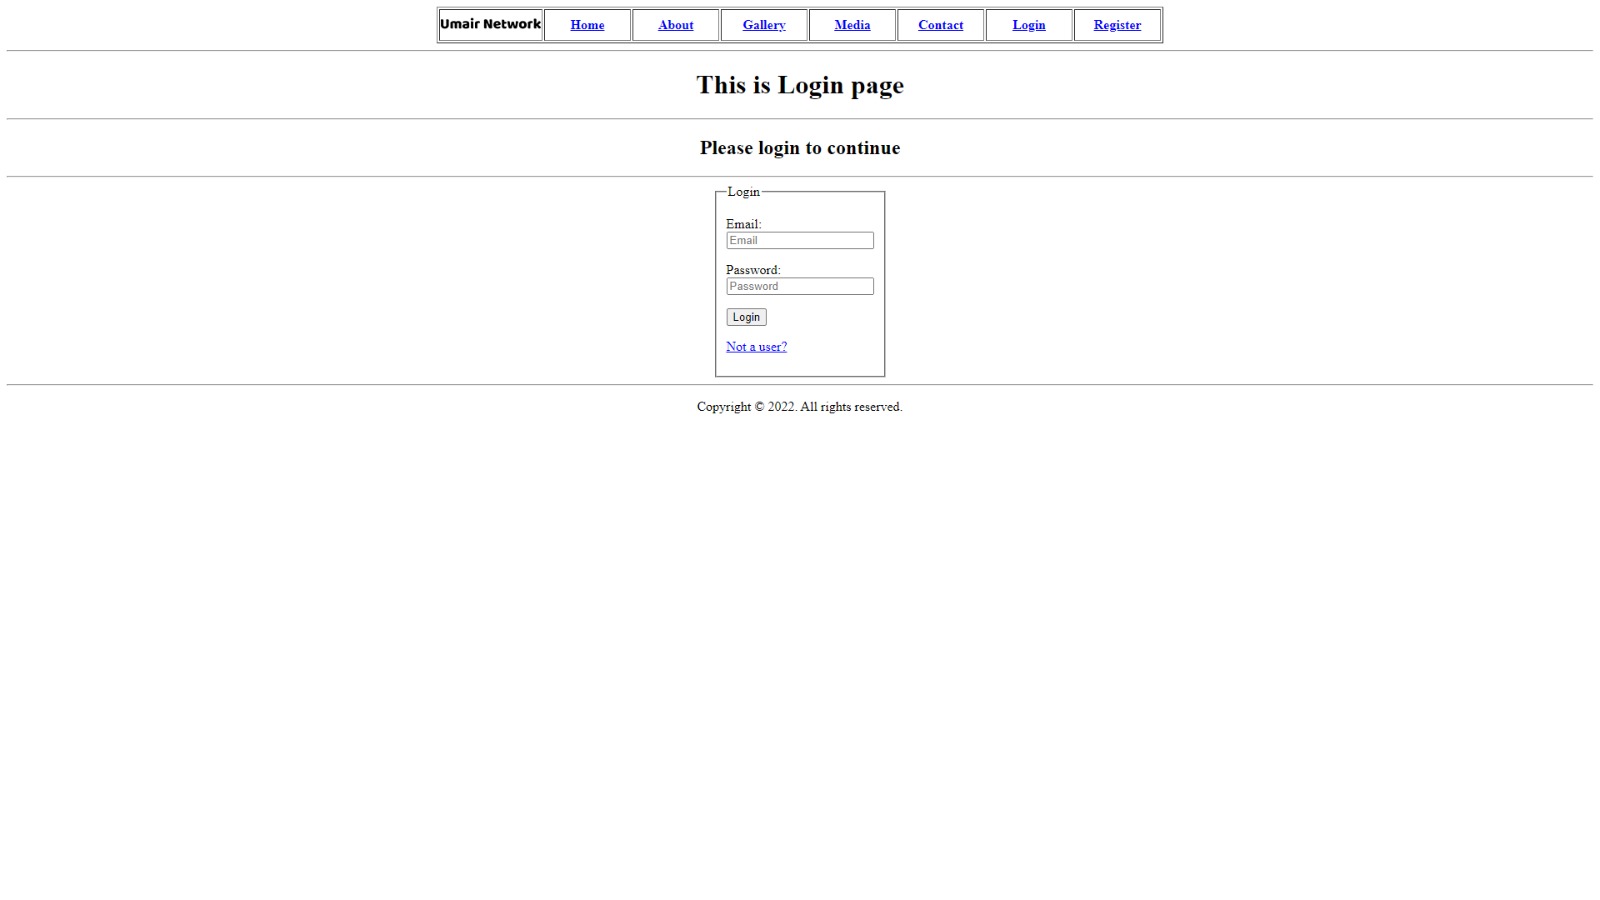 Umair Network Home About Gallery Media Contact Login Register
This is Login page
Please login to continue
Login
Email:
Email
Password:
Password
Login
Not a user?
Copyright © 2022. All rights reserved.